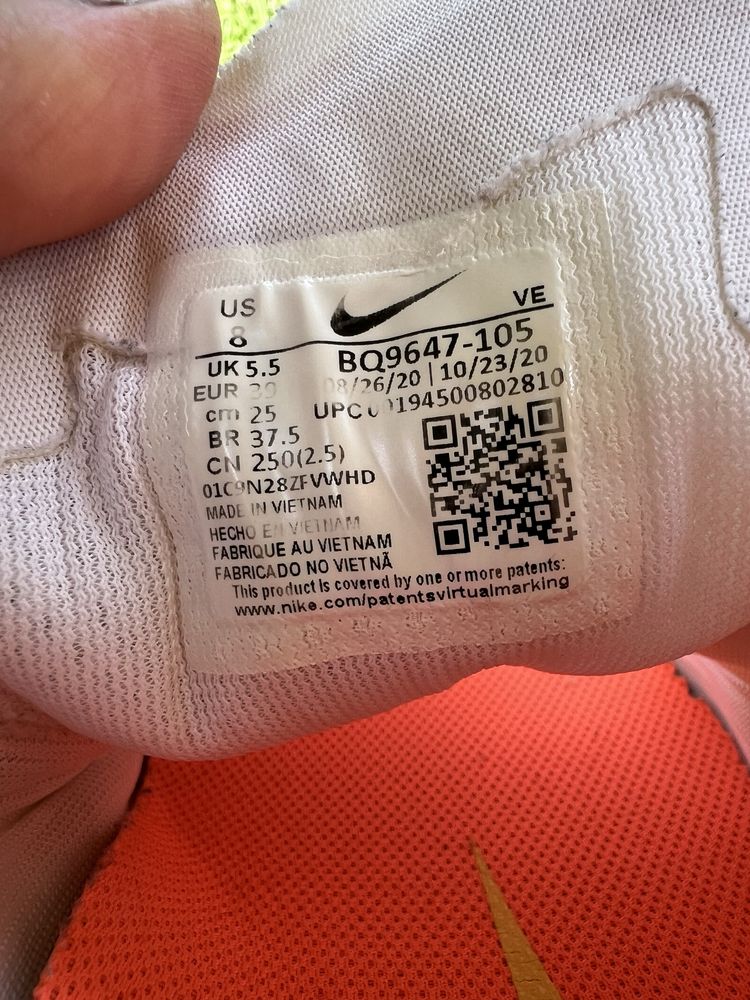 US VE
8
UK 5.5 BQ9647-105
EUR 39 08/26/20 | 10/23/20
cm 25 UPC 00194500802810
BR 37.5
CN 250(2.5)
01C9N28ZFVWHD
MADE IN VIETNAM
HECHO EN VIETNAM
FABRIQUE AU VIETNAM
FABRICADO NO VIETNÃ
This product is covered by one or more patents:
www.nike.com/patentsvirtualmarking